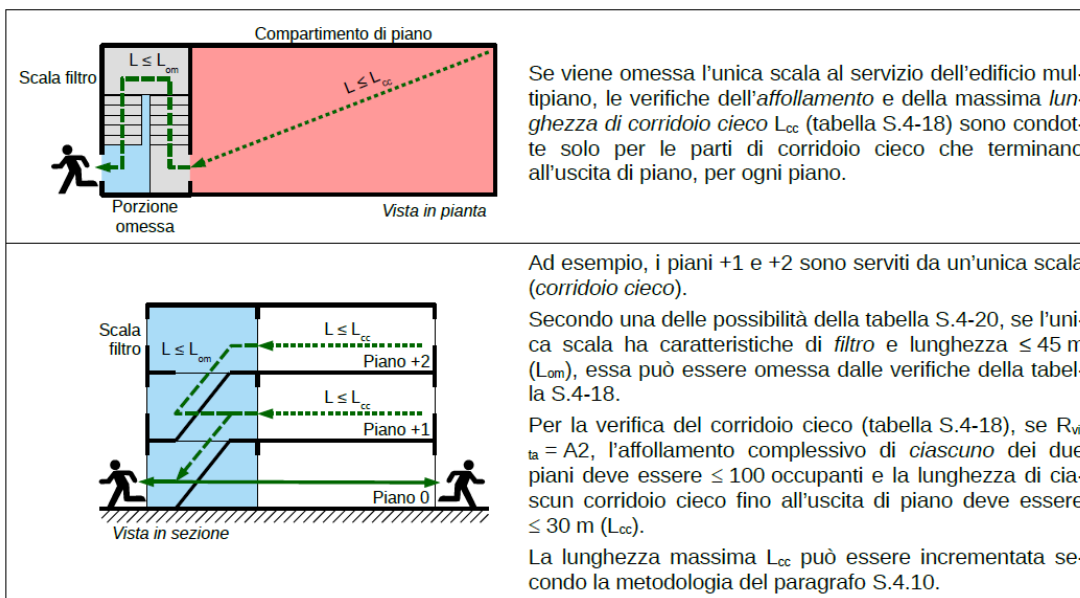 Compartimento di piano
Scala filtro
L ≤ Lom
L ≤ Lcc
Porzione
omessa
Vista in pianta
Se viene omessa l’unica scala al servizio dell’edificio mul-
tipiano, le verifiche dell’affollamento e della massima lun-
ghezza di corridoio cieco Lcc (tabella S.4-18) sono condot-
te solo per le parti di corridoio cieco che terminano
all’uscita di piano, per ogni piano.
Scala
filtro
L ≤ Lom
L ≤ Lcc
Piano +2
L ≤ Lcc
Piano +1
Piano 0
Vista in sezione
Ad esempio, i piani +1 e +2 sono serviti da un’unica scala
(corridoio cieco).
Secondo una delle possibilità della tabella S.4-20, se l’uni-
ca scala ha caratteristiche di filtro e lunghezza ≤ 45 m
(Lom), essa può essere omessa dalle verifiche della tabel-
la S.4-18.
Per la verifica del corridoio cieco (tabella S.4-18), se Rvi
ta = A2, l’affollamento complessivo di ciascuno dei due
piani deve essere ≤ 100 occupanti e la lunghezza di cia-
scun corridoio cieco fino all’uscita di piano deve essere
≤ 30 m (Lcc).
La lunghezza massima Lcc può essere incrementata se-
condo la metodologia del paragrafo S.4.10.